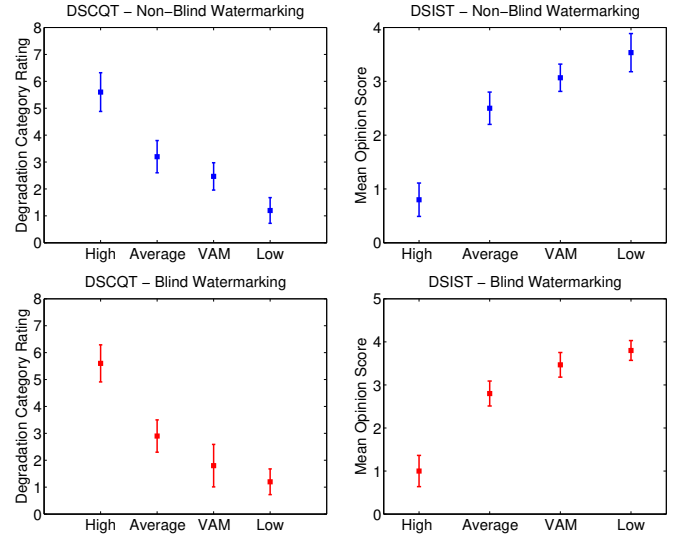 DSCQT − Non−Blind Watermarking
Degradation Category Rating
8
7
6
5
4
3
2
1
0
High Average VAM Low
DSIST − Non−Blind Watermarking
Mean Opinion Score
4
3
2
1
0
High Average VAM Low
DSCQT − Blind Watermarking
Degradation Category Rating
8
7
6
5
4
3
2
1
0
High Average VAM Low
DSIST − Blind Watermarking
Mean Opinion Score
5
4
3
2
1
0
High Average VAM Low